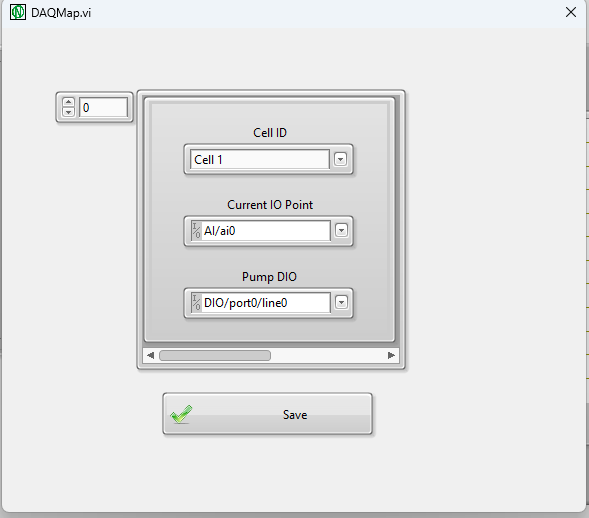 DAQMap.vi
0
Cell ID
Cell 1
Current IO Point
I/O AI/ai0
Pump DIO
I/O DIO/port0/line0
Save